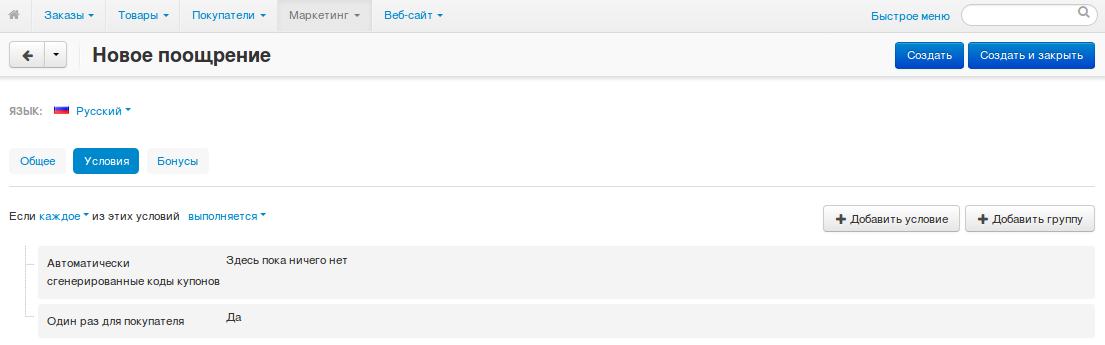 Заказы Товары Покупатели Маркетинг Веб-сайт Быстрое меню
Новое поощрение Создать Создать и закрыть
ЯЗЫК: Русский
Общее Условия Бонусы
Если каждое из этих условий выполняется Добавить условие Добавить группу
Автоматически Здесь пока ничего нет
сгенерированные коды купонов
Один раз для покупателя Да